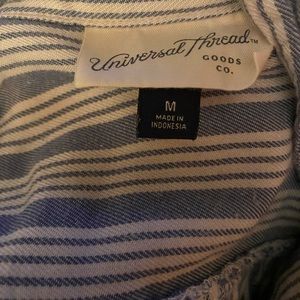 Universal Thread™
GOODS
CO.
M
MADE IN
INDONESIA